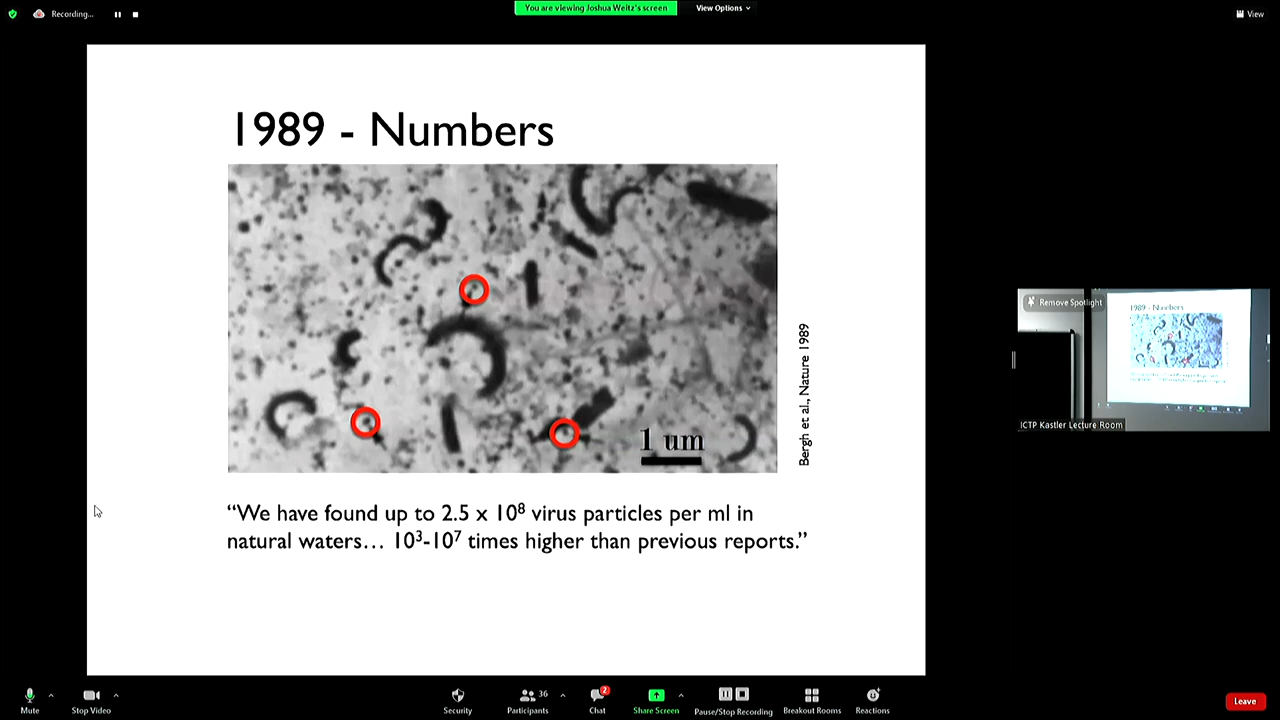 Recording...
You are viewing Joshua Weitz's screen
View Options
View
1989 - Numbers
1 um
Bergh et al., Nature 1989
“We have found up to 2.5 x 10⁸ virus particles per ml in
natural waters… 10³-10⁷ times higher than previous reports.”
Remove Spotlight
1989 - Numbers
ICTP Kastler Lecture Room
Mute
Stop Video
Security
Participants
36
Chat
2
Share Screen
Pause/Stop Recording
Breakout Rooms
Reactions
Leave